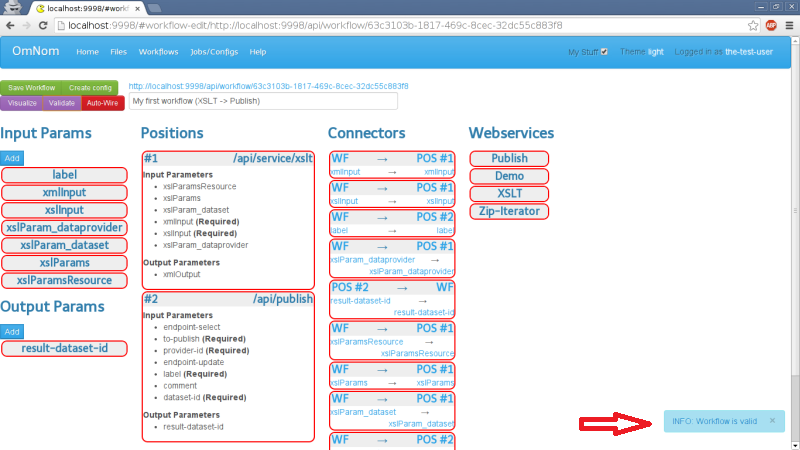 localhost:9998/#workflow-edit/http://localhost:9998/api/workflow/63c3103b-1817-469c-8cec-32dc55c883f8
ABP
OmNom Home Files Workflows Jobs/Configs Help My Stuff Theme light Logged in as the-test-user
Save Workflow Create config
Visualize Validate Auto-Wire
http://localhost:9998/api/workflow/63c3103b-1817-469c-8cec-32dc55c883f8
My first workflow (XSLT -> Publish)
Input Params
Add
label
xmlInput
xslInput
xslParam_dataprovider
xslParam_dataset
xslParams
xslParamsResource
Output Params
Add
result-dataset-id
Positions
#1 /api/service/xslt
Input Parameters
• xslParamsResource
• xslParams
• xslParam_dataset
• xmlInput (Required)
• xslInput (Required)
• xslParam_dataprovider
Output Parameters
• xmlOutput
#2 /api/publish
Input Parameters
• endpoint-select
• to-publish (Required)
• provider-id (Required)
• endpoint-update
• label (Required)
• comment
• dataset-id (Required)
Output Parameters
• result-dataset-id
Connectors
WF → POS #1
xmlInput → xmlInput
WF → POS #1
xslInput → xslInput
WF → POS #2
label → label
WF → POS #1
xslParam_dataprovider →
xslParam_dataprovider
POS #2 → WF
result-dataset-id →
result-dataset-id
WF → POS #1
xslParamsResource →
xslParamsResource
WF → POS #1
xslParams → xslParams
WF → POS #1
xslParam_dataset →
xslParam_dataset
WF → POS #2
Webservices
Publish
Demo
XSLT
Zip-Iterator
INFO: Workflow is valid ×